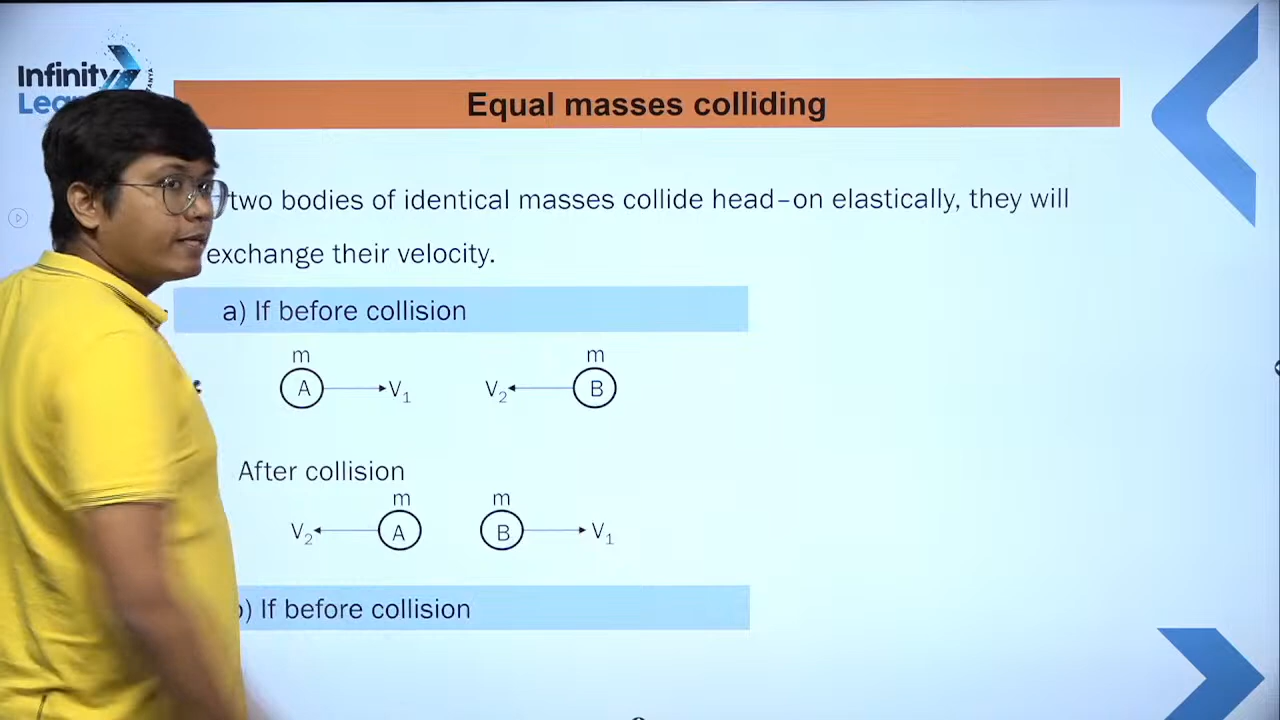 Infinity
Equal masses colliding
two bodies of identical masses collide head-on elastically, they will
exchange their velocity.
a) If before collision
m m
A V₁ V₂ B
After collision
m m
V₂ A B V₁
) If before collision